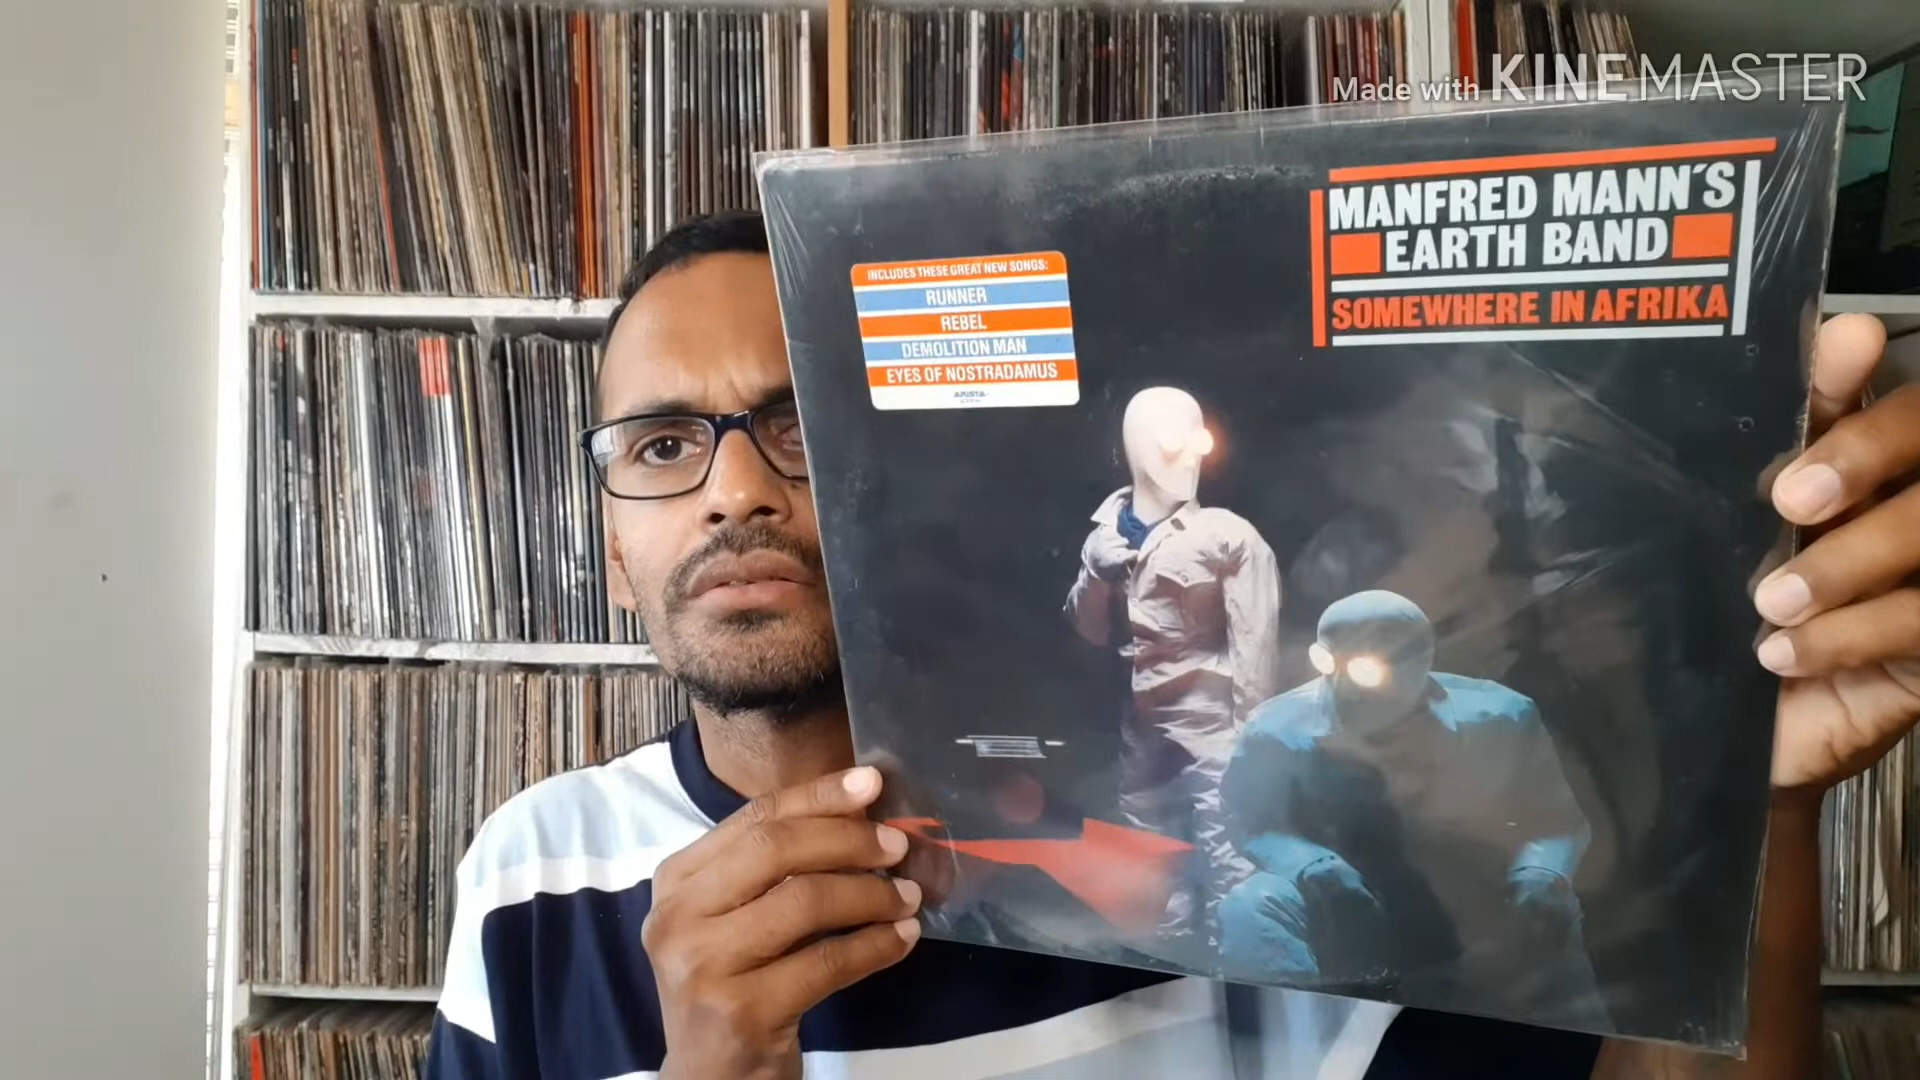 Made with KINEMASTER
MANFRED MANN´S
EARTH BAND
SOMEWHERE IN AFRIKA
INCLUDES THESE GREAT NEW SONGS:
RUNNER
REBEL
DEMOLITION MAN
EYES OF NOSTRADAMUS
ARISTA